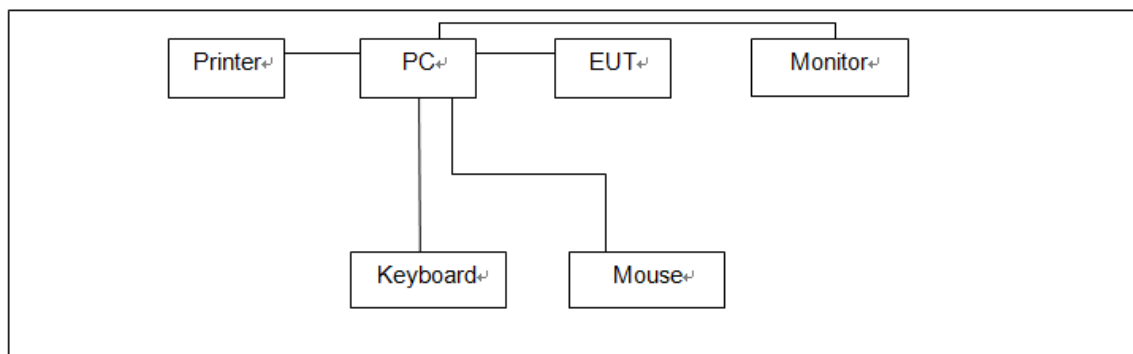 Printer
PC
EUT
Monitor
Keyboard
Mouse